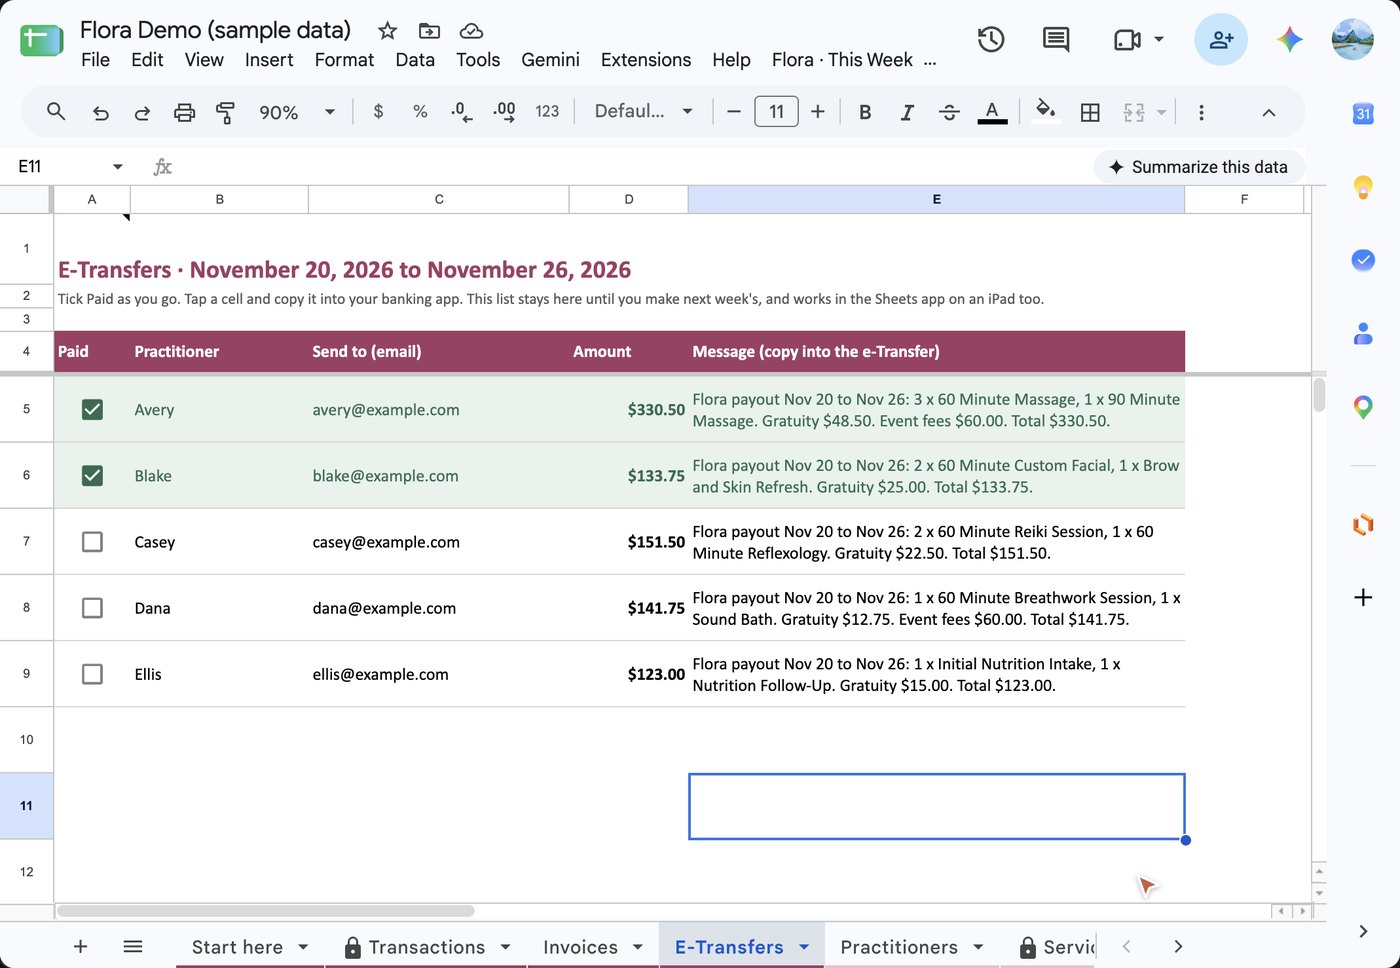 Flora Demo (sample data)
File Edit View Insert Format Data Tools Gemini Extensions Help Flora · This Week ...
90% $ % .0 .00 123 Defaul... − 11 + B I S A
31
E11 fx Summarize this data
A B C D E F
1 E-Transfers · November 20, 2026 to November 26, 2026
2 Tick Paid as you go. Tap a cell and copy it into your banking app. This list stays here until you make next week's, and works in the Sheets app on an iPad too.
3
4 Paid Practitioner Send to (email) Amount Message (copy into the e-Transfer)
5 Avery avery@example.com $330.50 Flora payout Nov 20 to Nov 26: 3 x 60 Minute Massage, 1 x 90 Minute
Massage. Gratuity $48.50. Event fees $60.00. Total $330.50.
6 Blake blake@example.com $133.75 Flora payout Nov 20 to Nov 26: 2 x 60 Minute Custom Facial, 1 x Brow
and Skin Refresh. Gratuity $25.00. Total $133.75.
7 Casey casey@example.com $151.50 Flora payout Nov 20 to Nov 26: 2 x 60 Minute Reiki Session, 1 x 60
Minute Reflexology. Gratuity $22.50. Total $151.50.
8 Dana dana@example.com $141.75 Flora payout Nov 20 to Nov 26: 1 x 60 Minute Breathwork Session, 1 x
Sound Bath. Gratuity $12.75. Event fees $60.00. Total $141.75.
9 Ellis ellis@example.com $123.00 Flora payout Nov 20 to Nov 26: 1 x Initial Nutrition Intake, 1 x
Nutrition Follow-Up. Gratuity $15.00. Total $123.00.
10
11
12
Start here Transactions Invoices E-Transfers Practitioners Servic